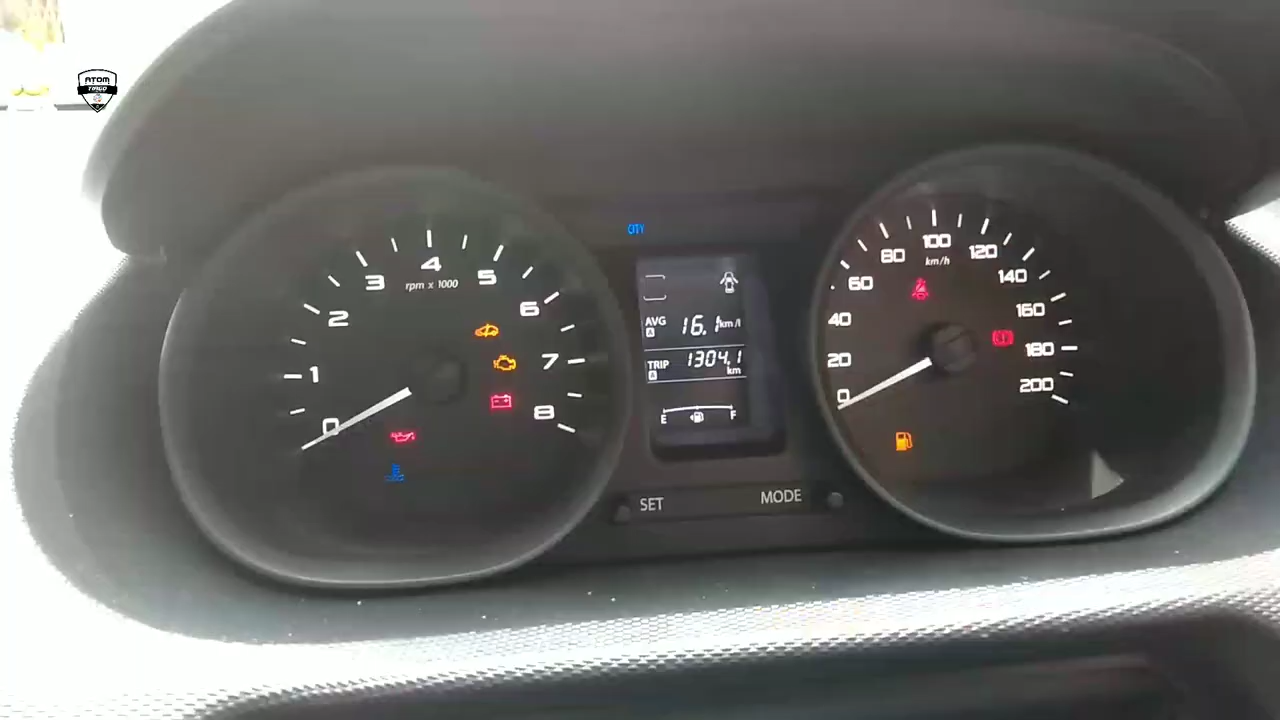 ATOM
TIAGO
CITY
0
1
2
3
4
5
6
7
8
rpm x 1000
AVG
A
16.1 km/l
TRIP
A
1304.1
km
E
F
SET
MODE
0
20
40
60
80
100
120
140
160
180
200
km/h